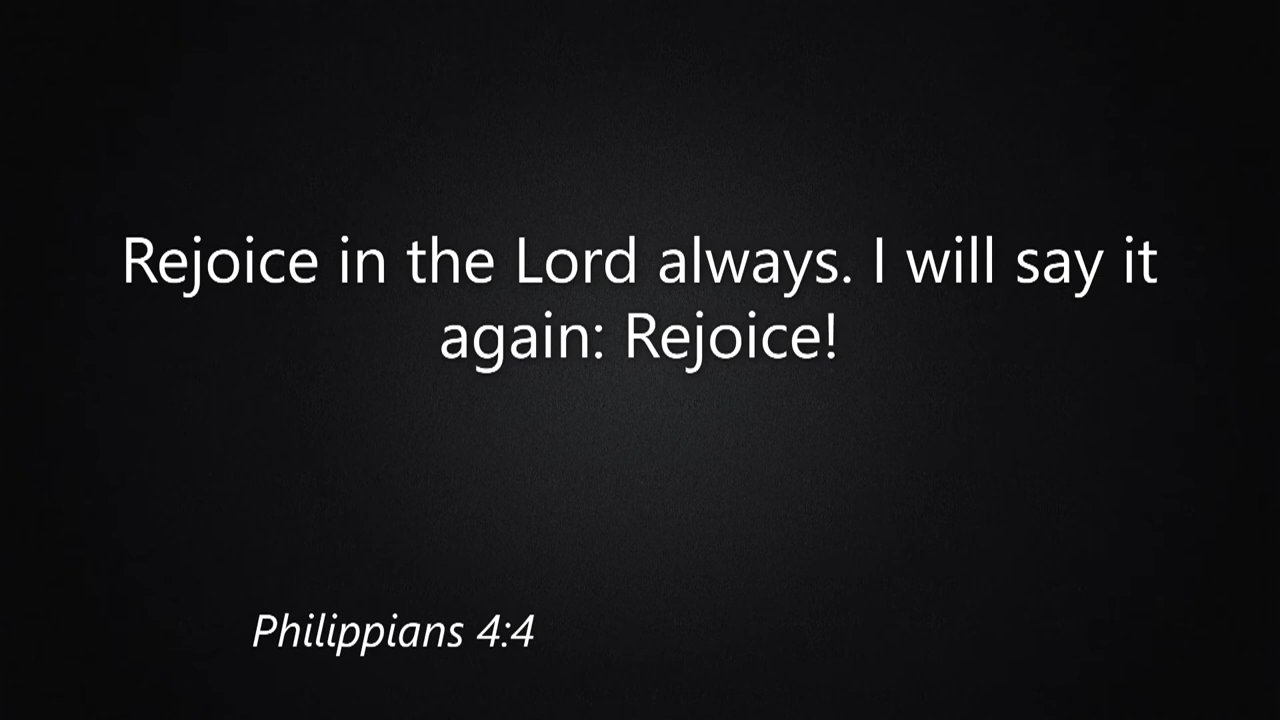 Rejoice in the Lord always. I will say it
again: Rejoice!
Philippians 4:4